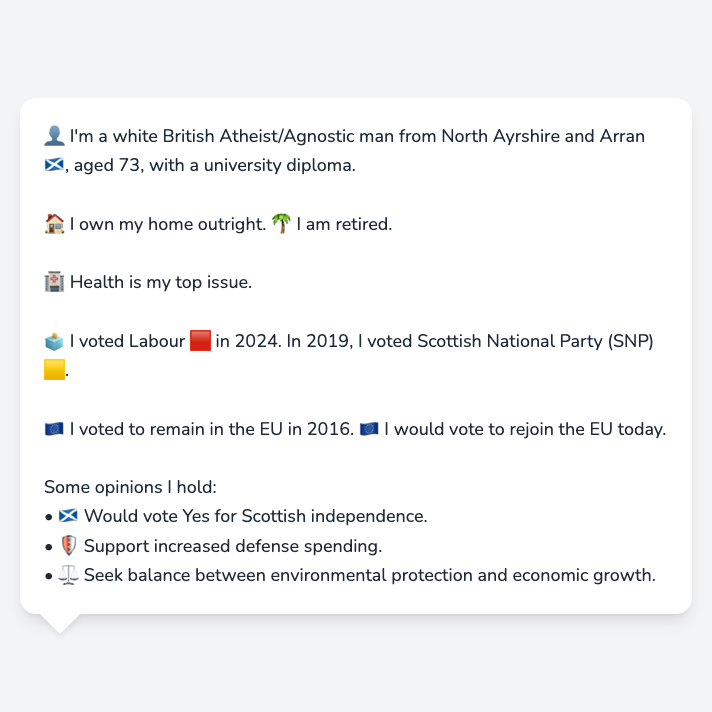 👤 I'm a white British Atheist/Agnostic man from North Ayrshire and Arran
🏴󠁧󠁢󠁳󠁣󠁴󠁿, aged 73, with a university diploma.
🏠 I own my home outright. 🌴 I am retired.
🏥 Health is my top issue.
🗳️ I voted Labour 🟥 in 2024. In 2019, I voted Scottish National Party (SNP)
🟨.
🇪🇺 I voted to remain in the EU in 2016. 🇪🇺 I would vote to rejoin the EU today.
Some opinions I hold:
• 🏴󠁧󠁢󠁳󠁣󠁴󠁿 Would vote Yes for Scottish independence.
• 🛡️ Support increased defense spending.
• ⚖️ Seek balance between environmental protection and economic growth.